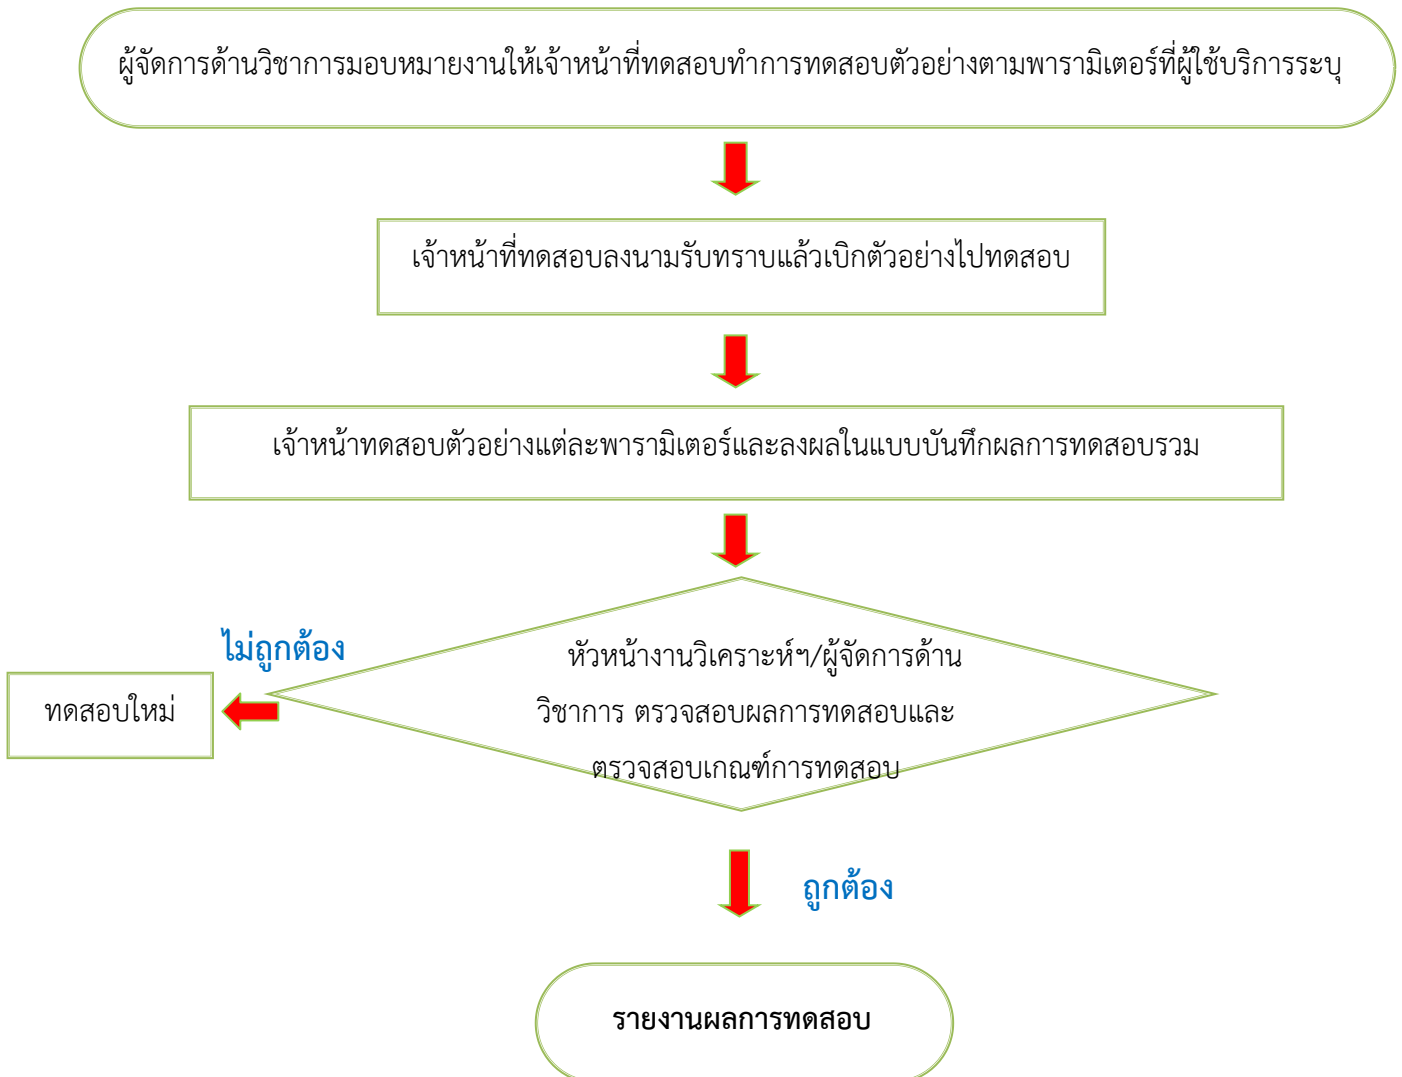 ผู้จัดการด้านวิชาการมอบหมายงานให้เจ้าหน้าที่ทดสอบทำการทดสอบตัวอย่างตามพารามิเตอร์ที่ผู้ใช้บริการระบุ
เจ้าหน้าที่ทดสอบลงนามรับทราบแล้วเบิกตัวอย่างไปทดสอบ
เจ้าหน้าทดสอบตัวอย่างแต่ละพารามิเตอร์และลงผลในแบบบันทึกผลการทดสอบรวม
ไม่ถูกต้อง
หัวหน้างานวิเคราะห์ฯ/ผู้จัดการด้าน
วิชาการ ตรวจสอบผลการทดสอบและ
ตรวจสอบเกณฑ์การทดสอบ
ทดสอบใหม่
ถูกต้อง
รายงานผลการทดสอบ